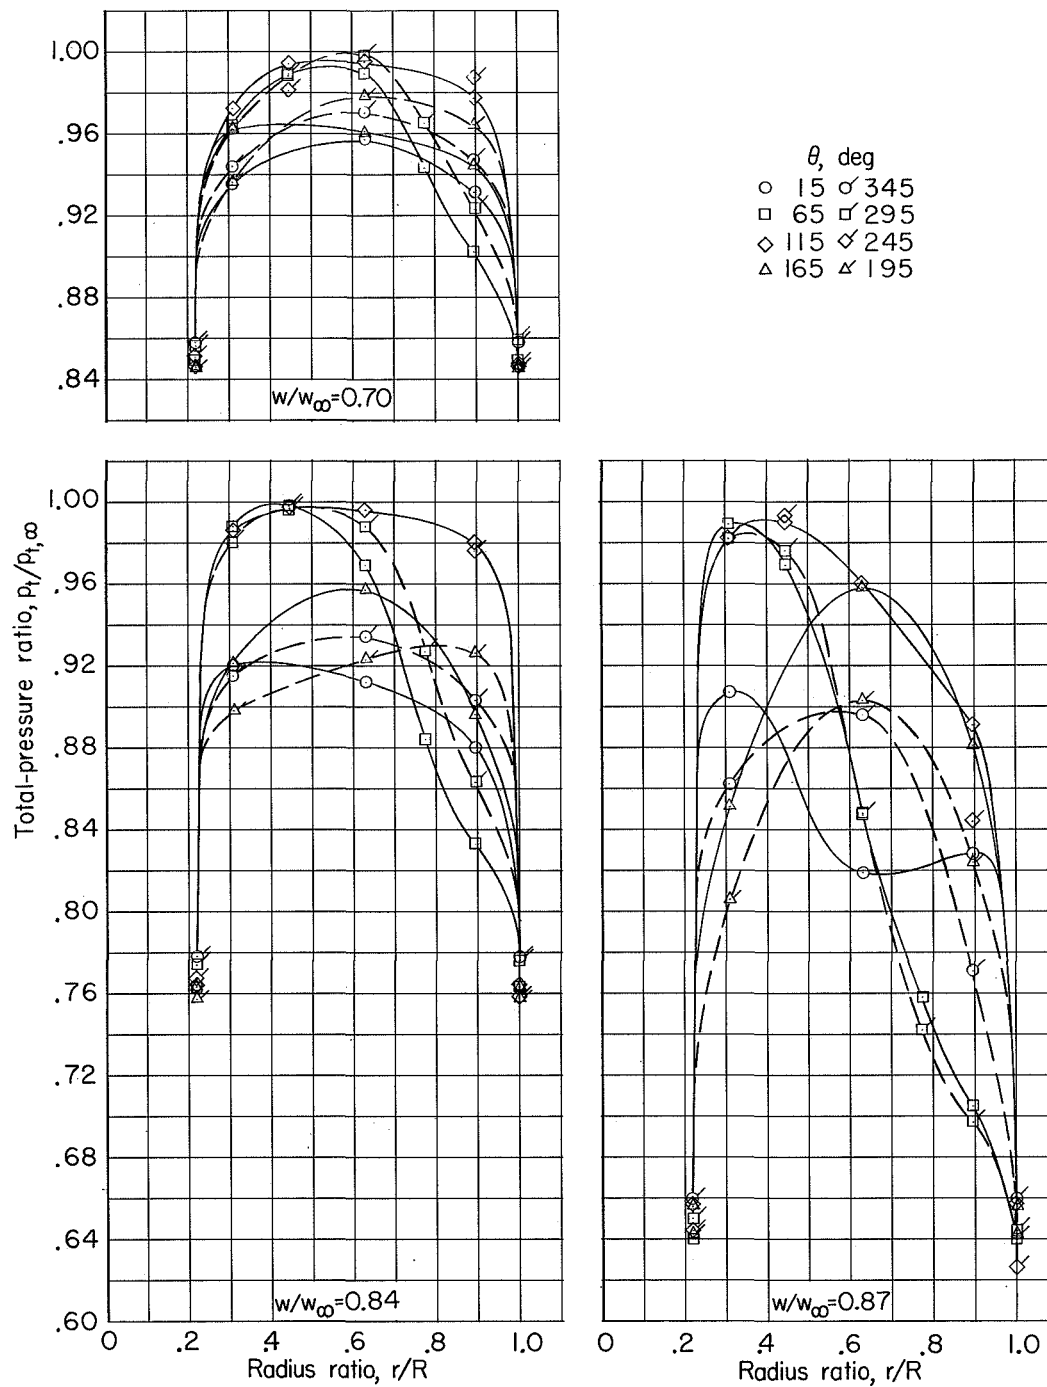 1.00
.96
.92
.88
.84
w/w∞=0.70
θ, deg
○ 15 ○ 345
□ 65 □ 295
◇ 115 ◇ 245
△ 165 △ 195
Total-pressure ratio, pt/pt,∞
1.00
.96
.92
.88
.84
.80
.76
.72
.68
.64
.60
w/w∞=0.84
0 .2 .4 .6 .8 1.0
Radius ratio, r/R
w/w∞=0.87
0 .2 .4 .6 .8 1.0
Radius ratio, r/R